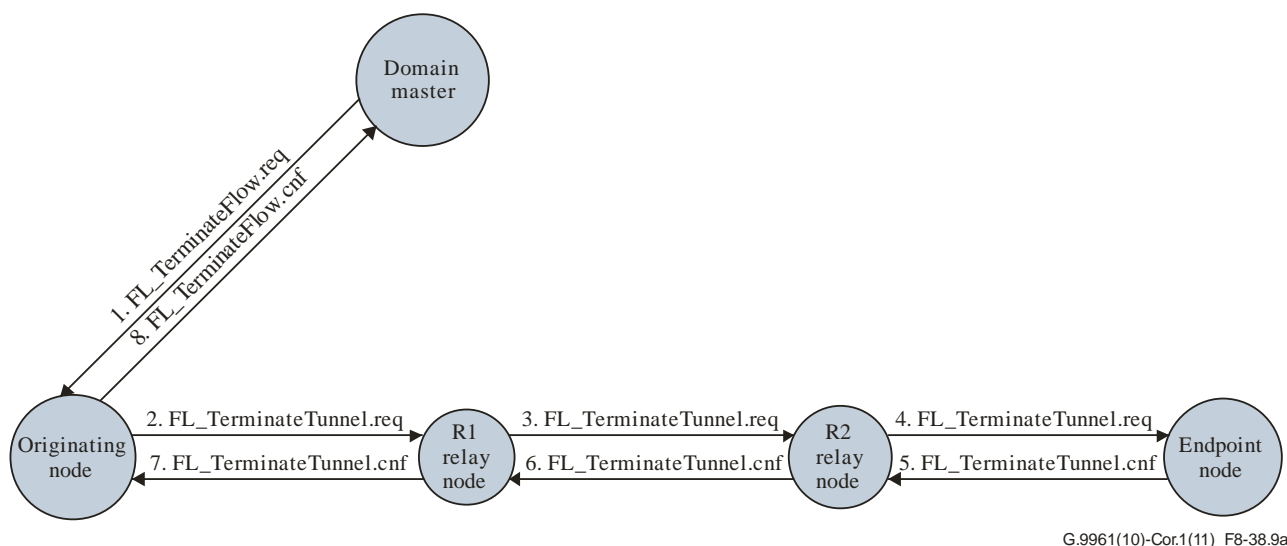 Domain
master
1. FL_TerminateFlow.req
8. FL_TerminateFlow.cnf
Originating
node
2. FL_TerminateTunnel.req
7. FL_TerminateTunnel.cnf
R1
relay
node
3. FL_TerminateTunnel.req
6. FL_TerminateTunnel.cnf
R2
relay
node
4. FL_TerminateTunnel.req
5. FL_TerminateTunnel.cnf
Endpoint
node
G.9961(10)-Cor.1(11)_F8-38.9a